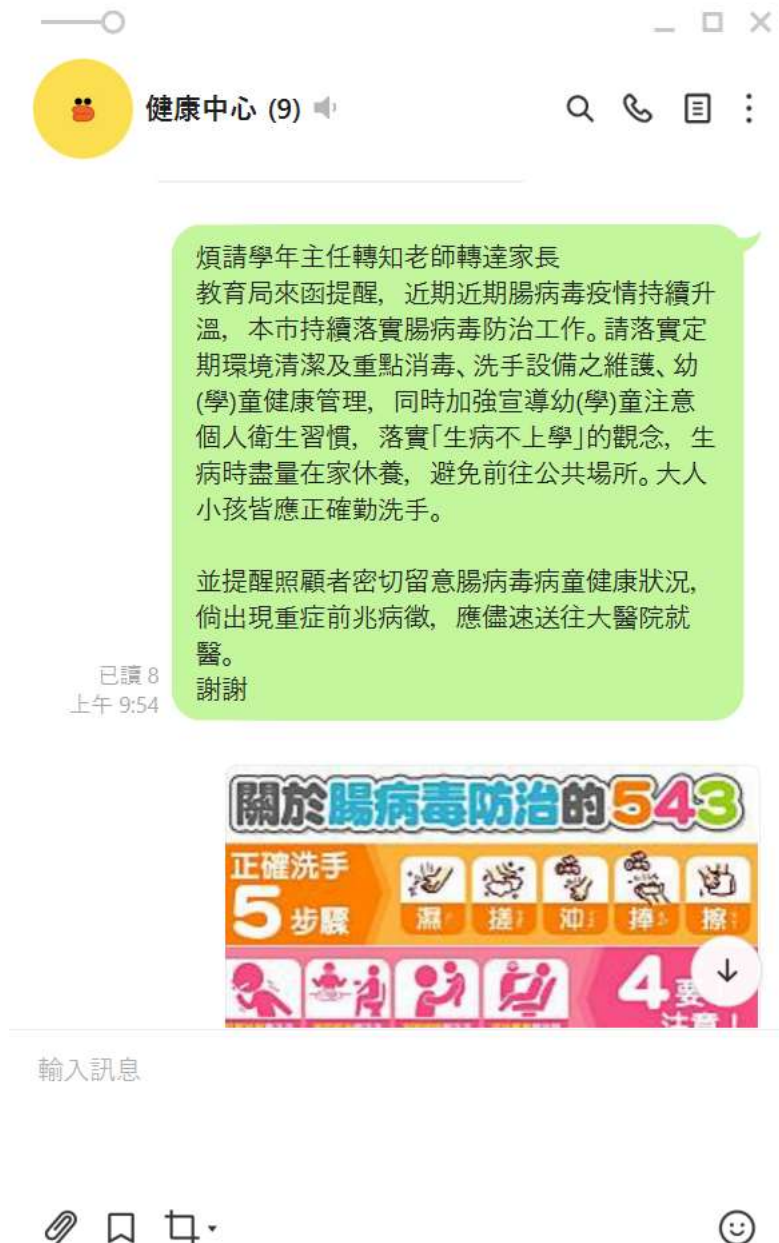 健康中心 (9)
煩請學年主任轉知老師轉達家長
教育局來函提醒，近期近期腸病毒疫情持續升
溫，本市持續落實腸病毒防治工作。請落實定
期環境清潔及重點消毒、洗手設備之維護、幼
(學)童健康管理，同時加強宣導幼(學)童注意
個人衛生習慣，落實「生病不上學」的觀念，生
病時盡量在家休養，避免前往公共場所。大人
小孩皆應正確勤洗手。
並提醒照顧者密切留意腸病毒病童健康狀況，
倘出現重症前兆病徵，應儘速送往大醫院就
醫。
謝謝
已讀 8
上午 9:54
關於腸病毒防治的543
正確洗手
5步驟
濕 搓 沖 捧 擦
4要
注意！
輸入訊息